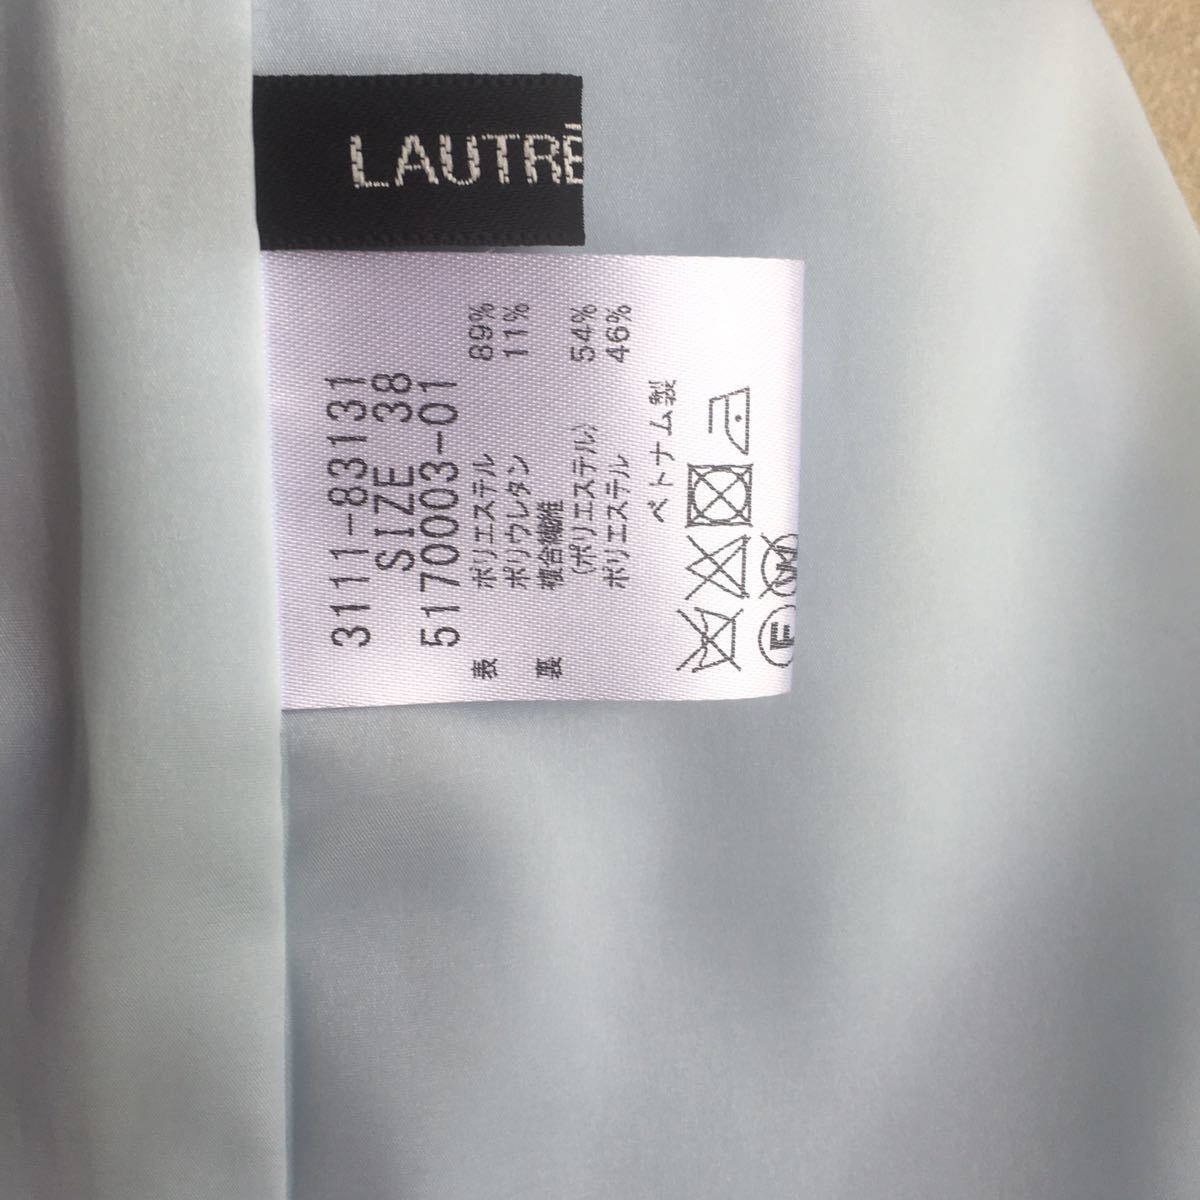 LAUTRĒ
3111-83131
SIZE 38
5170003-01
表 ポリエステル 89%
ポリウレタン 11%
裏 複合繊維
(ポリエステル) 54%
ポリエステル 46%
ベトナム製
F W